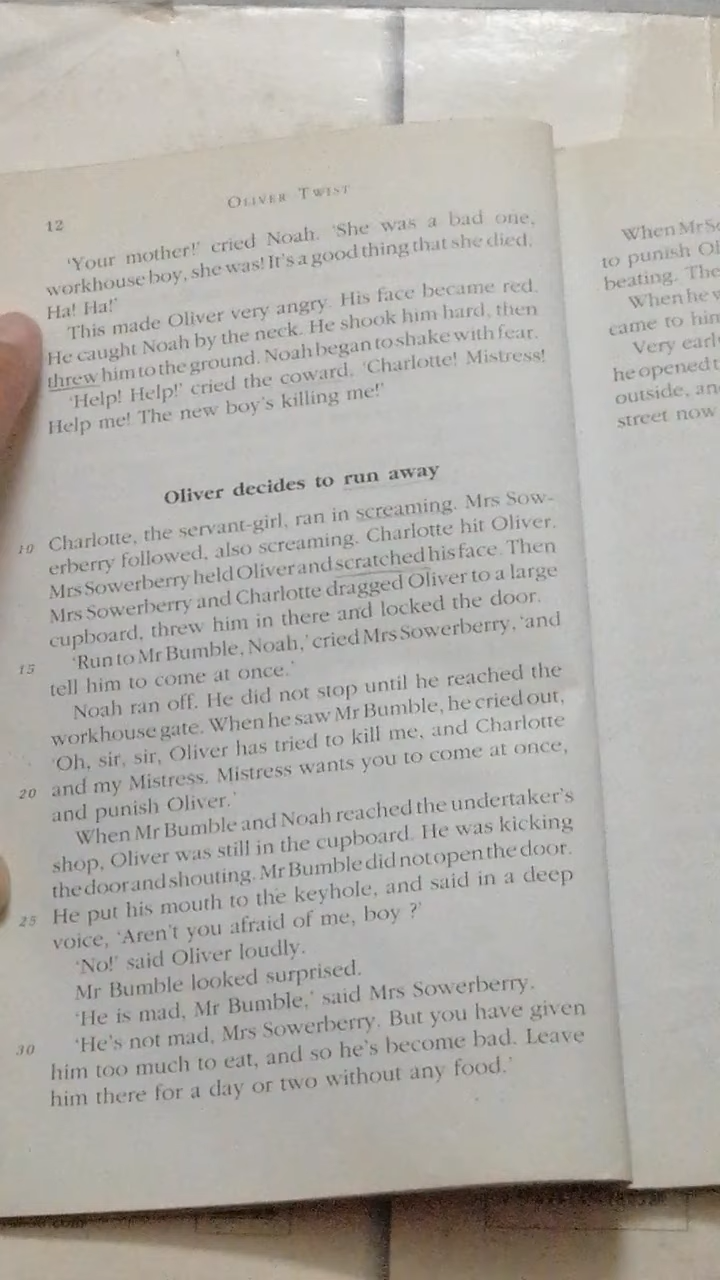 12
OLIVER TWIST
'Your mother!' cried Noah. 'She was a bad one,
workhouse boy, she was! It's a good thing that she died.
Ha! Ha!'
This made Oliver very angry. His face became red.
He caught Noah by the neck. He shook him hard, then
threw him to the ground. Noah began to shake with fear.
'Help! Help!' cried the coward. 'Charlotte! Mistress!
Help me! The new boy's killing me!'
Oliver decides to run away
10 Charlotte, the servant-girl, ran in screaming. Mrs Sow-
erberry followed, also screaming. Charlotte hit Oliver.
Mrs Sowerberry held Oliver and scratched his face. Then
Mrs Sowerberry and Charlotte dragged Oliver to a large
cupboard, threw him in there and locked the door.
15 'Run to Mr Bumble, Noah,' cried Mrs Sowerberry, 'and
tell him to come at once.'
Noah ran off. He did not stop until he reached the
workhouse gate. When he saw Mr Bumble, he cried out,
'Oh, sir, sir, Oliver has tried to kill me, and Charlotte
20 and my Mistress. Mistress wants you to come at once,
and punish Oliver.'
When Mr Bumble and Noah reached the undertaker's
shop, Oliver was still in the cupboard. He was kicking
the door and shouting. Mr Bumble did not open the door.
25 He put his mouth to the keyhole, and said in a deep
voice, 'Aren't you afraid of me, boy ?'
'No!' said Oliver loudly.
Mr Bumble looked surprised.
'He is mad, Mr Bumble,' said Mrs Sowerberry.
30 'He's not mad, Mrs Sowerberry. But you have given
him too much to eat, and so he's become bad. Leave
him there for a day or two without any food.'
When Mr
to punish
beating. The
When he
came to him
Very
he opened
outside,
street now